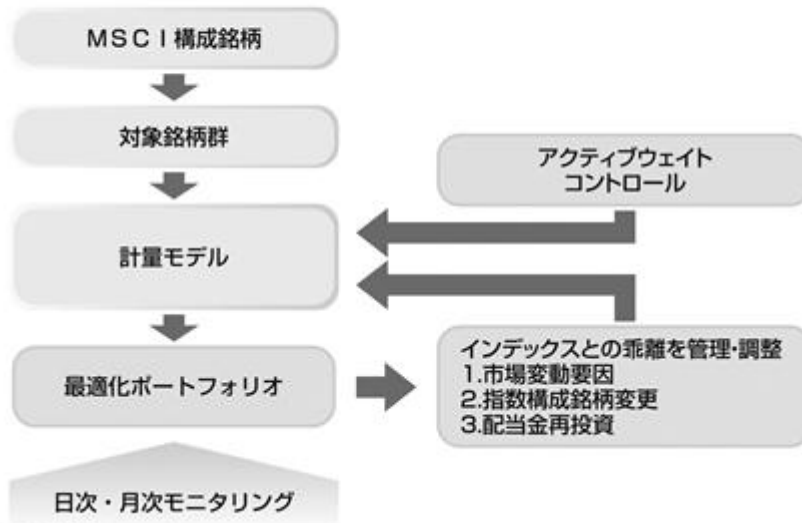 MSCI構成銘柄
対象銘柄群
アクティブウェイト
コントロール
計量モデル
最適化ポートフォリオ
インデックスとの乖離を管理・調整
1.市場変動要因
2.指数構成銘柄変更
3.配当金再投資
日次・月次モニタリング